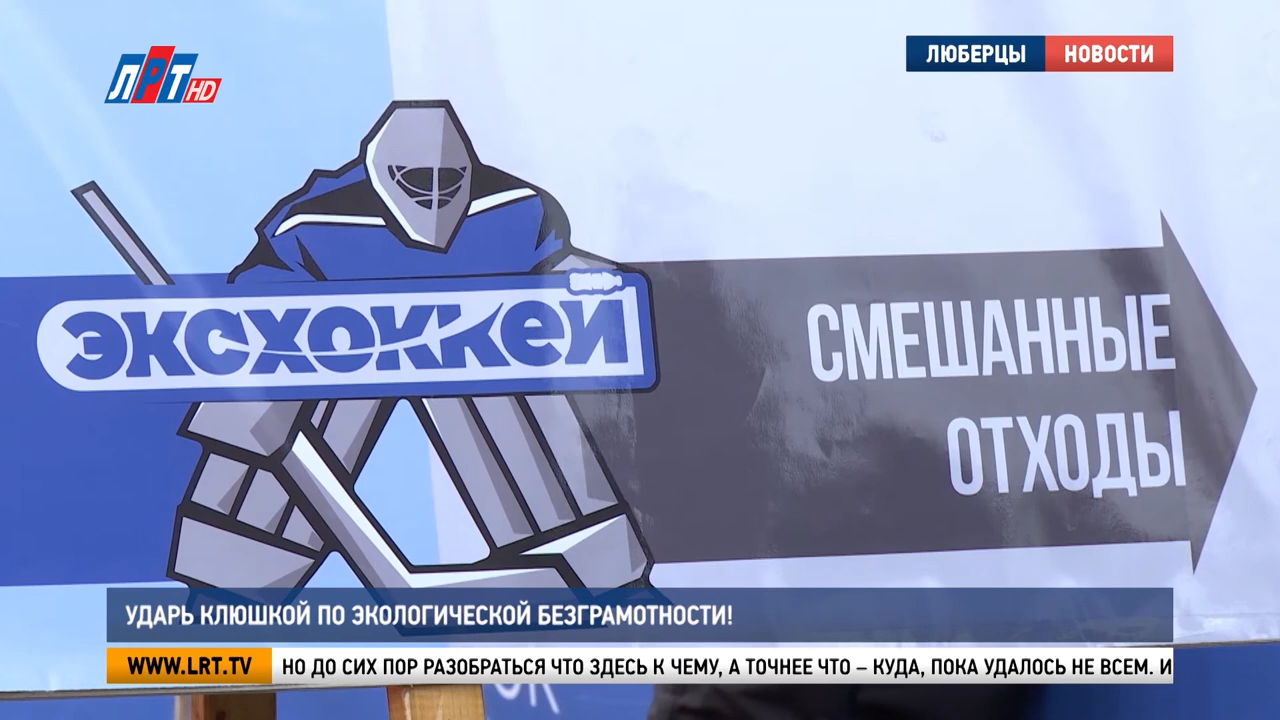 ЛРТ HD
ЛЮБЕРЦЫ НОВОСТИ
ЭКСХОККЕЙ
СМЕШАННЫЕ
ОТХОДЫ
УДАРЬ КЛЮШКОЙ ПО ЭКОЛОГИЧЕСКОЙ БЕЗГРАМОТНОСТИ!
WWW.LRT.TV НО ДО СИХ ПОР РАЗОБРАТЬСЯ ЧТО ЗДЕСЬ К ЧЕМУ, А ТОЧНЕЕ ЧТО – КУДА, ПОКА УДАЛОСЬ НЕ ВСЕМ. И